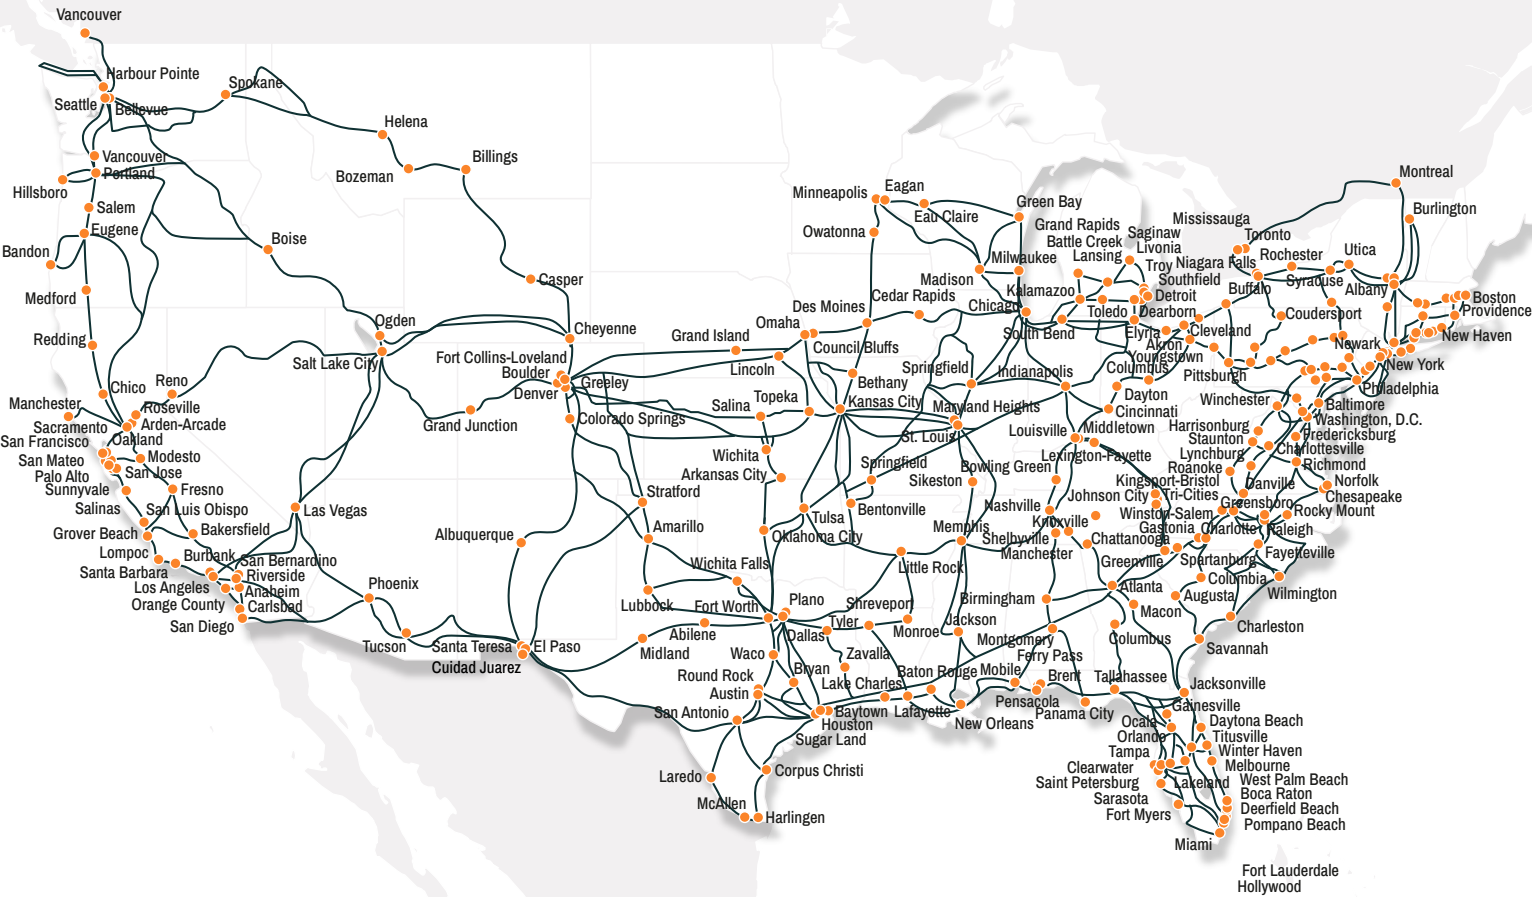 Vancouver
Harbour Pointe
Seattle
Bellevue
Spokane
Helena
Vancouver
Portland
Bozeman
Billings
Hillsboro
Salem
Eugene
Bandon
Boise
Medford
Casper
Redding
Ogden
Cheyenne
Salt Lake City
Fort Collins-Loveland
Boulder
Greeley
Denver
Chico
Reno
Manchester
Roseville
Sacramento
Arden-Arcade
San Francisco
Oakland
Grand Junction
Colorado Springs
San Mateo
Modesto
Palo Alto
San Jose
Sunnyvale
Fresno
Salinas
San Luis Obispo
Las Vegas
Grover Beach
Bakersfield
Lompoc
Burbank
San Bernardino
Santa Barbara
Riverside
Los Angeles
Anaheim
Orange County
Carlsbad
San Diego
Phoenix
Tucson
Albuquerque
Santa Teresa
El Paso
Cuidad Juarez
Stratford
Amarillo
Lubbock
Wichita Falls
Fort Worth
Plano
Abilene
Midland
Dallas
Tyler
Shreveport
Monroe
Waco
Zavalla
Round Rock
Bryan
Austin
Lake Charles
Baton Rouge
San Antonio
Baytown
Lafayette
Houston
New Orleans
Sugar Land
Laredo
Corpus Christi
McAllen
Harlingen
Minneapolis
Eagan
Eau Claire
Green Bay
Owatonna
Madison
Milwaukee
Des Moines
Cedar Rapids
Chicago
Omaha
Grand Island
Council Bluffs
Lincoln
Bethany
Springfield
Topeka
Salina
Kansas City
Maryland Heights
St. Louis
Wichita
Arkansas City
Springfield
Sikeston
Bentonville
Tulsa
Oklahoma City
Little Rock
Memphis
Jackson
Grand Rapids
Battle Creek
Lansing
Saginaw
Livonia
Troy
Southfield
Detroit
Kalamazoo
Toledo
Dearborn
South Bend
Elyria
Cleveland
Akron
Youngstown
Indianapolis
Columbus
Pittsburgh
Dayton
Cincinnati
Louisville
Middletown
Lexington-Fayette
Bowling Green
Nashville
Johnson City
Kingsport-Bristol
Tri-Cities
Knoxville
Shelbyville
Manchester
Chattanooga
Birmingham
Montgomery
Atlanta
Macon
Columbus
Ferry Pass
Mobile
Brent
Pensacola
Panama City
Tallahassee
Jacksonville
Gainesville
Ocala
Daytona Beach
Orlando
Titusville
Tampa
Winter Haven
Clearwater
Melbourne
Saint Petersburg
Lakeland
West Palm Beach
Sarasota
Boca Raton
Fort Myers
Deerfield Beach
Pompano Beach
Miami
Fort Lauderdale
Hollywood
Montreal
Burlington
Mississauga
Toronto
Niagara Falls
Rochester
Utica
Buffalo
Syracuse
Albany
Boston
Providence
Coudersport
New Haven
Newark
New York
Philadelphia
Winchester
Baltimore
Washington, D.C.
Harrisonburg
Fredericksburg
Staunton
Charlottesville
Lynchburg
Richmond
Roanoke
Norfolk
Danville
Chesapeake
Greensboro
Rocky Mount
Winston-Salem
Gastonia
Charlotte
Raleigh
Fayetteville
Greenville
Spartanburg
Columbia
Wilmington
Augusta
Charleston
Savannah